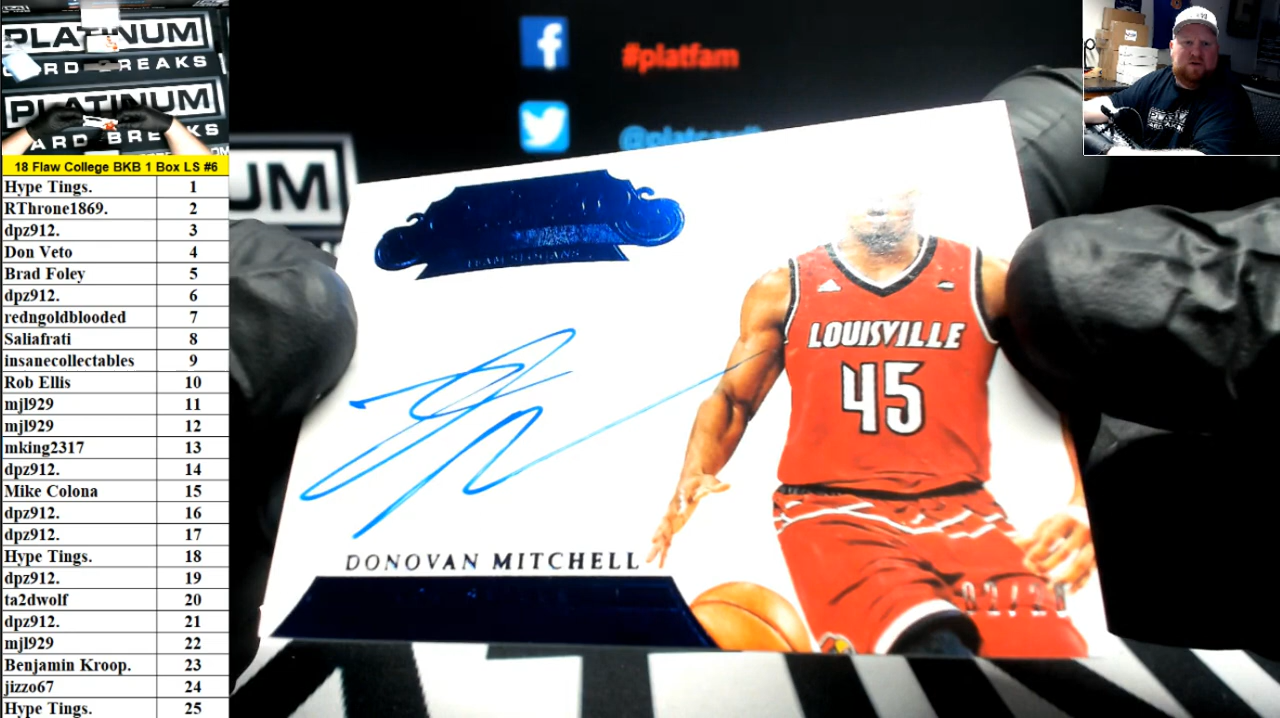 PLATINUM
CARD BREAKS
PLATINUM
CARD BREAKS
18 Flaw College BKB 1 Box LS #6
Hype Tings. 1
RThrone1869. 2
dpz912. 3
Don Veto 4
Brad Foley 5
dpz912. 6
redngoldblooded 7
Saliafrati 8
insanecollectables 9
Rob Ellis 10
mjl929 11
mjl929 12
mking2317 13
dpz912. 14
Mike Colona 15
dpz912. 16
dpz912. 17
Hype Tings. 18
dpz912. 19
ta2dwolf 20
dpz912. 21
mjl929 22
Benjamin Kroop. 23
jizzo67 24
Hype Tings. 25
#platfam
UM
TEAM SLOGANS
LOUISVILLE
45
DONOVAN MITCHELL